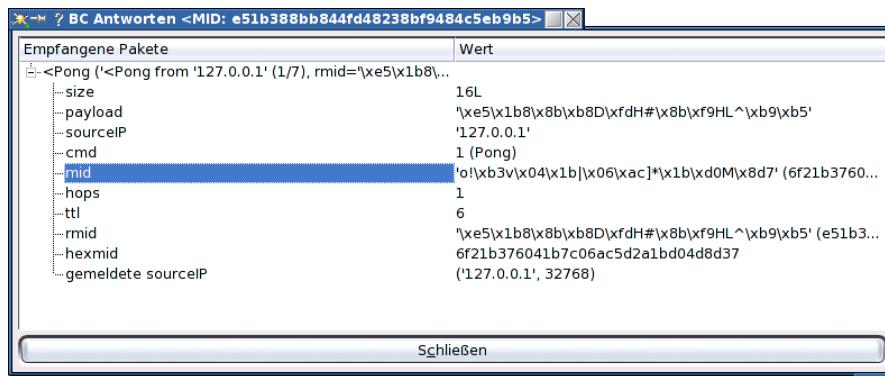 ? BC Antworten <MID: e51b388bb844fd48238bf9484c5eb9b5>
Empfangene Pakete Wert
<Pong ('<Pong from '127.0.0.1' (1/7), rmid='\xe5\x1b8\...
size 16L
payload '\xe5\x1b8\x8b\xb8D\xfdH#\x8b\xf9HL^\xb9\xb5'
sourceIP '127.0.0.1'
cmd 1 (Pong)
mid 'o!\xb3v\x04\x1b|\x06\xac]*\x1b\xd0M\x8d7' (6f21b3760...
hops 1
ttl 6
rmid '\xe5\x1b8\x8b\xb8D\xfdH#\x8b\xf9HL^\xb9\xb5' (e51b3...
hexmid 6f21b376041b7c06ac5d2a1bd04d8d37
gemeldete sourceIP ('127.0.0.1', 32768)
Schließen